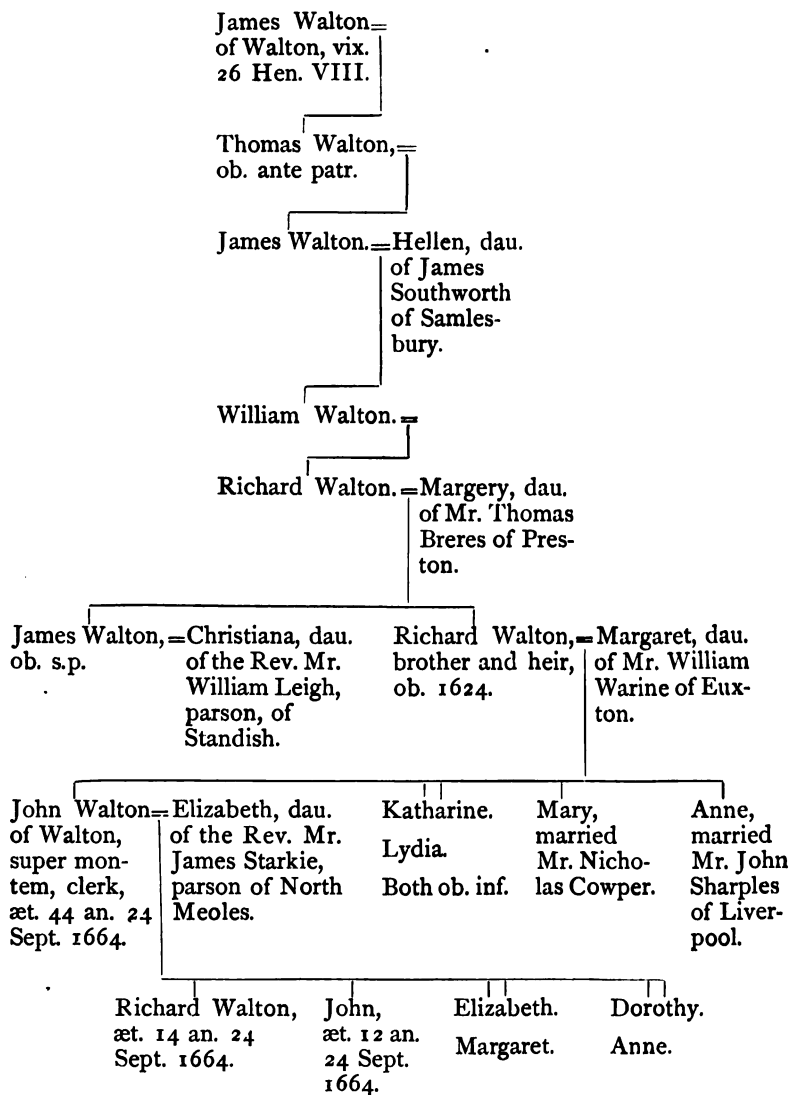 James Walton=
of Walton, vix.
26 Hen. VIII.
Thomas Walton,=
ob. ante patr.
James Walton.=Hellen, dau.
of James
Southworth
of Samles-
bury.
William Walton.=
Richard Walton.=Margery, dau.
of Mr. Thomas
Breres of Pres-
ton.
James Walton,=Christiana, dau.
ob. s.p.
of the Rev. Mr.
William Leigh,
parson, of
Standish.
Richard Walton,=Margaret, dau.
brother and heir,
ob. 1624.
of Mr. William
Warine of Eux-
ton.
John Walton=Elizabeth, dau.
of Walton,
super mon-
tem, clerk,
æt. 44 an. 24
Sept. 1664.
of the Rev. Mr.
James Starkie,
parson of North
Meoles.
Katharine.
Lydia.
Both ob. inf.
Mary,
married
Mr. Nicho-
las Cowper.
Anne,
married
Mr. John
Sharples
of Liver-
pool.
Richard Walton,
æt. 14 an. 24
Sept. 1664.
John,
æt. 12 an.
24 Sept.
1664.
Elizabeth.
Margaret.
Dorothy.
Anne.